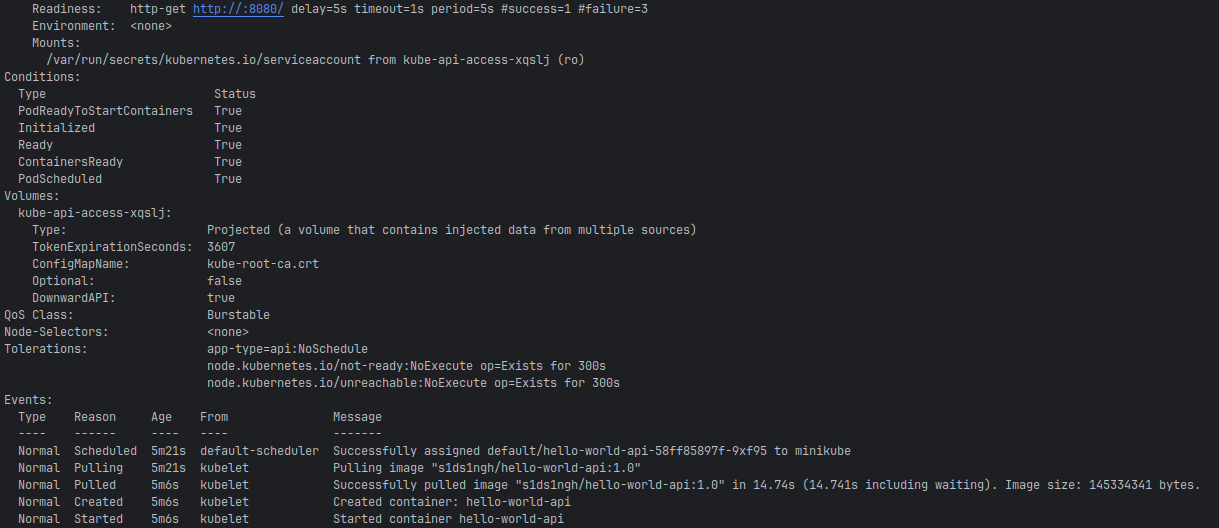 Readiness:    http-get http://:8080/ delay=5s timeout=1s period=5s #success=1 #failure=3
    Environment:  <none>
    Mounts:
      /var/run/secrets/kubernetes.io/serviceaccount from kube-api-access-xqslj (ro)
Conditions:
  Type                        Status
  PodReadyToStartContainers   True
  Initialized                 True
  Ready                       True
  ContainersReady             True
  PodScheduled                True
Volumes:
  kube-api-access-xqslj:
    Type:                    Projected (a volume that contains injected data from multiple sources)
    TokenExpirationSeconds:  3607
    ConfigMapName:           kube-root-ca.crt
    Optional:                false
    DownwardAPI:             true
QoS Class:                   Burstable
Node-Selectors:              <none>
Tolerations:                 app-type=api:NoSchedule
                             node.kubernetes.io/not-ready:NoExecute op=Exists for 300s
                             node.kubernetes.io/unreachable:NoExecute op=Exists for 300s
Events:
  Type    Reason     Age    From               Message
  ----    ------     ----   ----               -------
  Normal  Scheduled  5m21s  default-scheduler  Successfully assigned default/hello-world-api-58ff85897f-9xf95 to minikube
  Normal  Pulling    5m21s  kubelet            Pulling image "s1ds1ngh/hello-world-api:1.0"
  Normal  Pulled     5m6s   kubelet            Successfully pulled image "s1ds1ngh/hello-world-api:1.0" in 14.74s (14.741s including waiting). Image size: 145334341 bytes.
  Normal  Created    5m6s   kubelet            Created container: hello-world-api
  Normal  Started    5m6s   kubelet            Started container hello-world-api